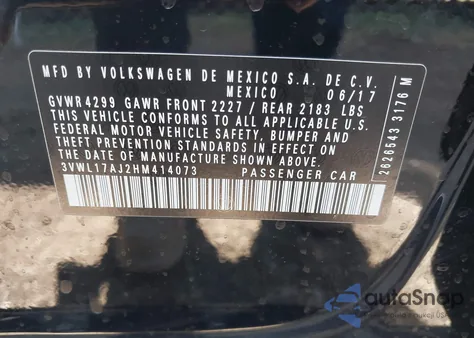 MFD BY VOLKSWAGEN DE MEXICO S.A. DE C.V.
MEXICO 06/17
GVWR 4299 GAWR FRONT 2227 / REAR 2183 LBS
THIS VEHICLE CONFORMS TO ALL APPLICABLE U.S.
FEDERAL MOTOR VEHICLE SAFETY, BUMPER AND
THEFT PREVENTION STANDARDS IN EFFECT ON
THE DATE OF MANUFACTURE SHOWN ABOVE.
3VWL17AJ2HM414073 PASSENGER CAR
2626543 3176 M
autoSnap